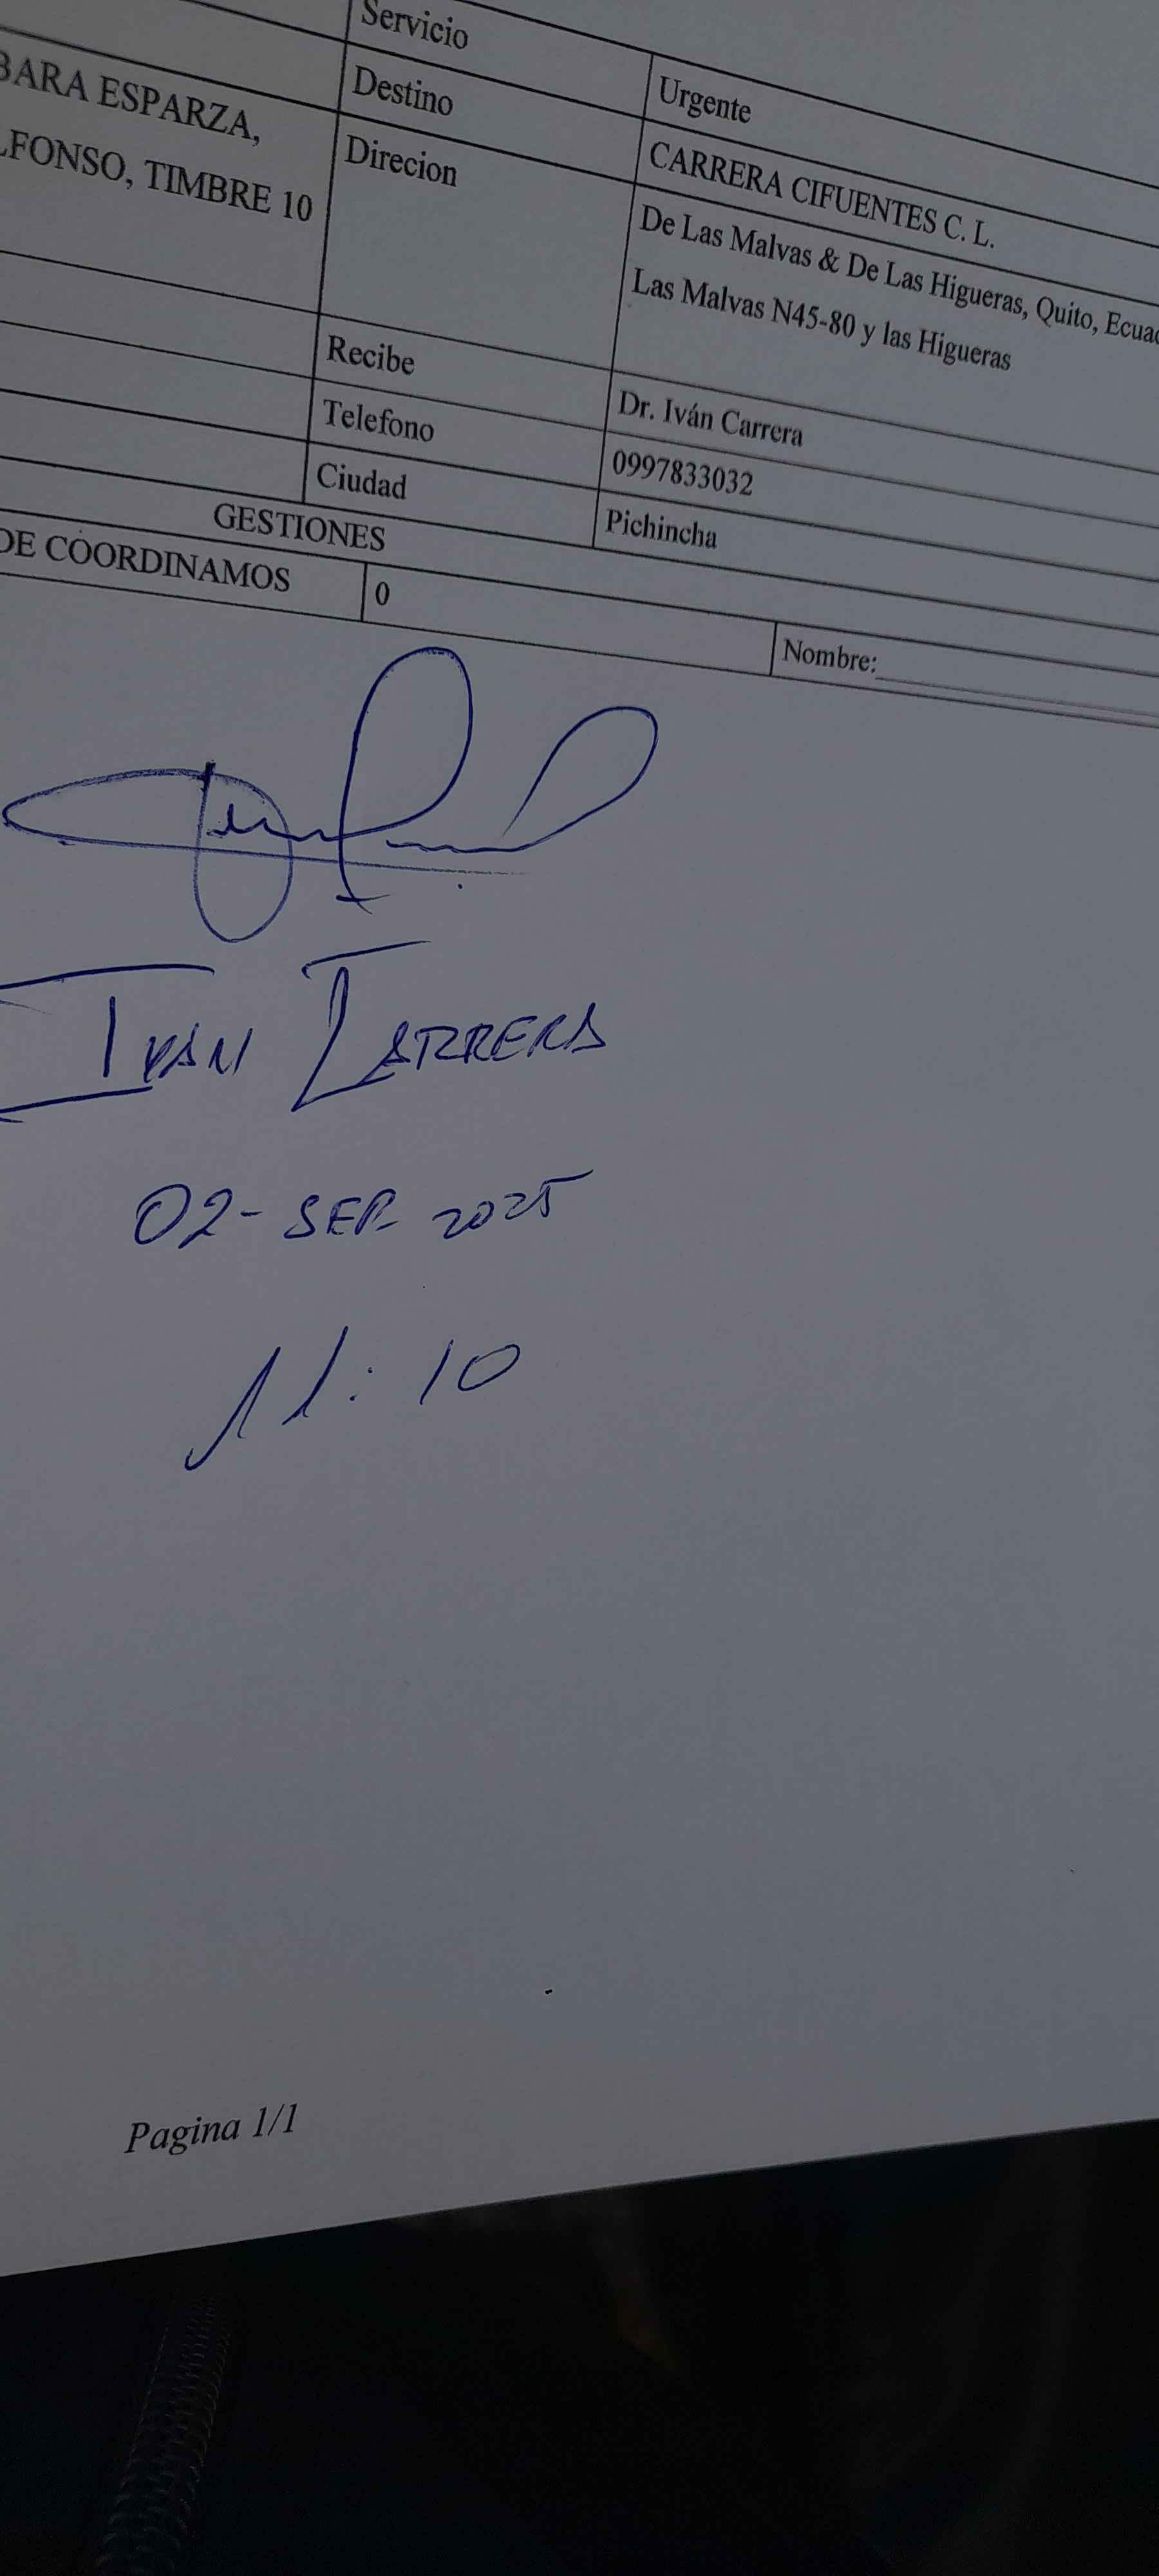 Servicio
Urgente
Destino
CARRERA CIFUENTES C. L.
BARA ESPARZA,
LFONSO, TIMBRE 10
Direcion
De Las Malvas & De Las Higueras, Quito, Ecuad
Las Malvas N45-80 y las Higueras
Recibe
Dr. Iván Carrera
Telefono
0997833032
Ciudad
Pichincha
GESTIONES
DE COORDINAMOS
0
Nombre:
IVAN CARRERA
02-SEP-2025
11:10
Pagina 1/1